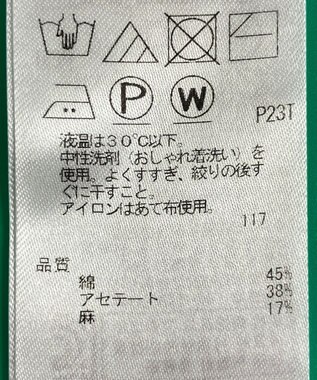 P W
P23T
液温は30℃以下。
中性洗剤（おしゃれ着洗い）を
使用。よくすすぎ、絞りの後す
ぐに干すこと。
アイロンはあて布使用。
117
品質
綿 45%
アセテート 38%
麻 17%